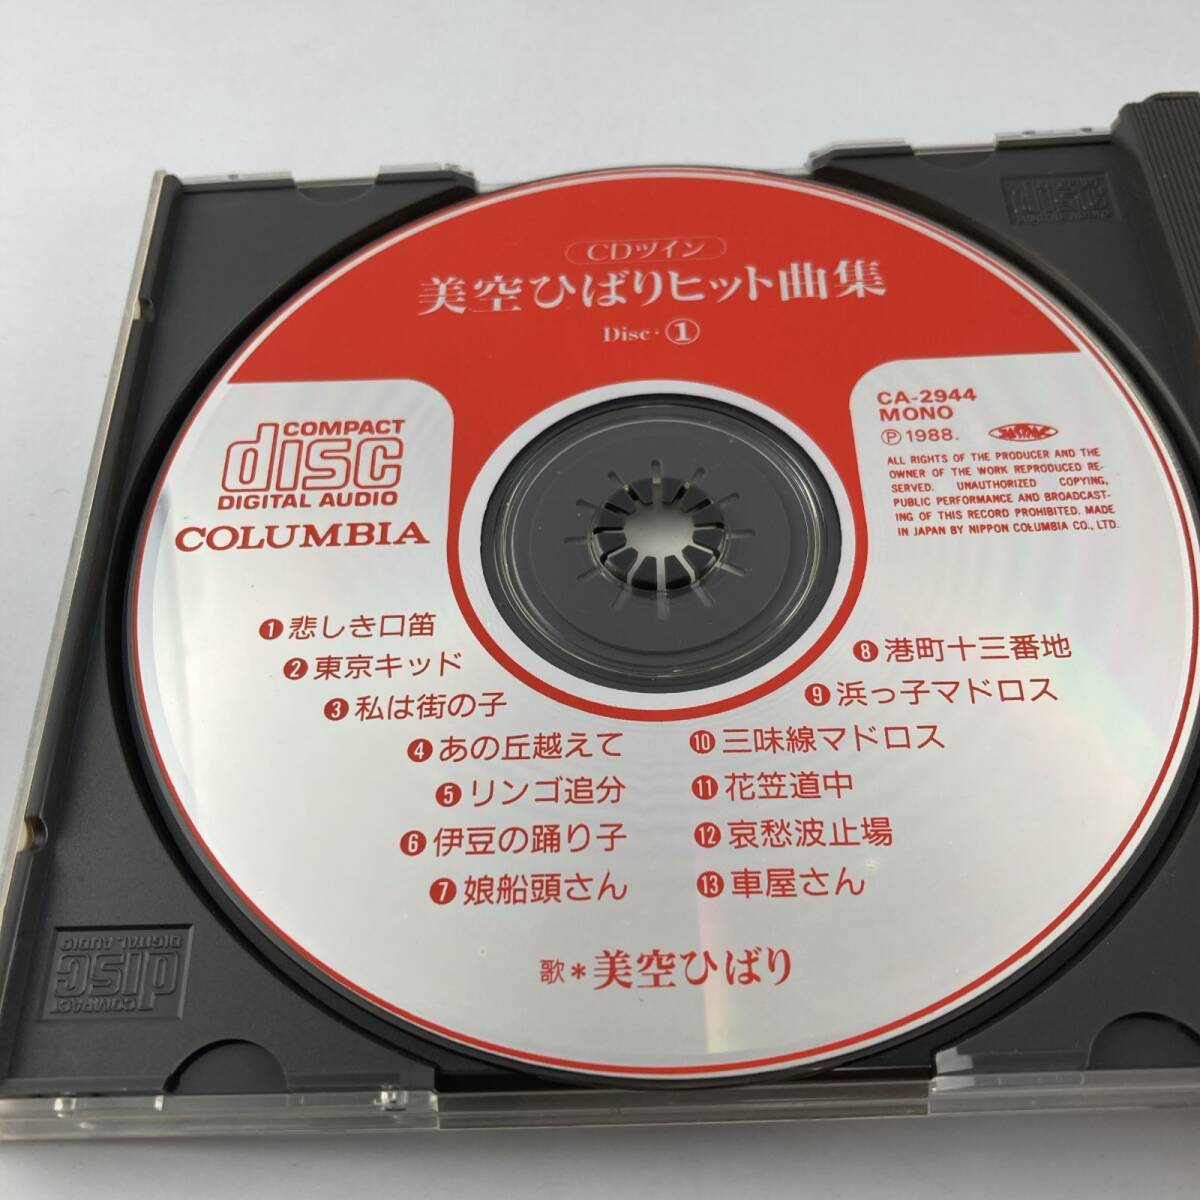 CDツイン
美空ひばりヒット曲集
Disc・①
COMPACT
disc
DIGITAL AUDIO
COLUMBIA
CA-2944
MONO
Ⓟ1988.
ALL RIGHTS OF THE PRODUCER AND THE
OWNER OF THE WORK REPRODUCED RE-
SERVED. UNAUTHORIZED COPYING,
PUBLIC PERFORMANCE AND BROADCAST-
ING OF THIS RECORD PROHIBITED. MADE
IN JAPAN BY NIPPON COLUMBIA CO., LTD.
❶悲しき口笛
❷東京キッド
❸私は街の子
❹あの丘越えて
❺リンゴ追分
❻伊豆の踊り子
❼娘船頭さん
❽港町十三番地
❾浜っ子マドロス
❿三味線マドロス
⓫花笠道中
⓬哀愁波止場
⓭車屋さん
歌＊美空ひばり
COMPACT
disc
DIGITAL AUDIO